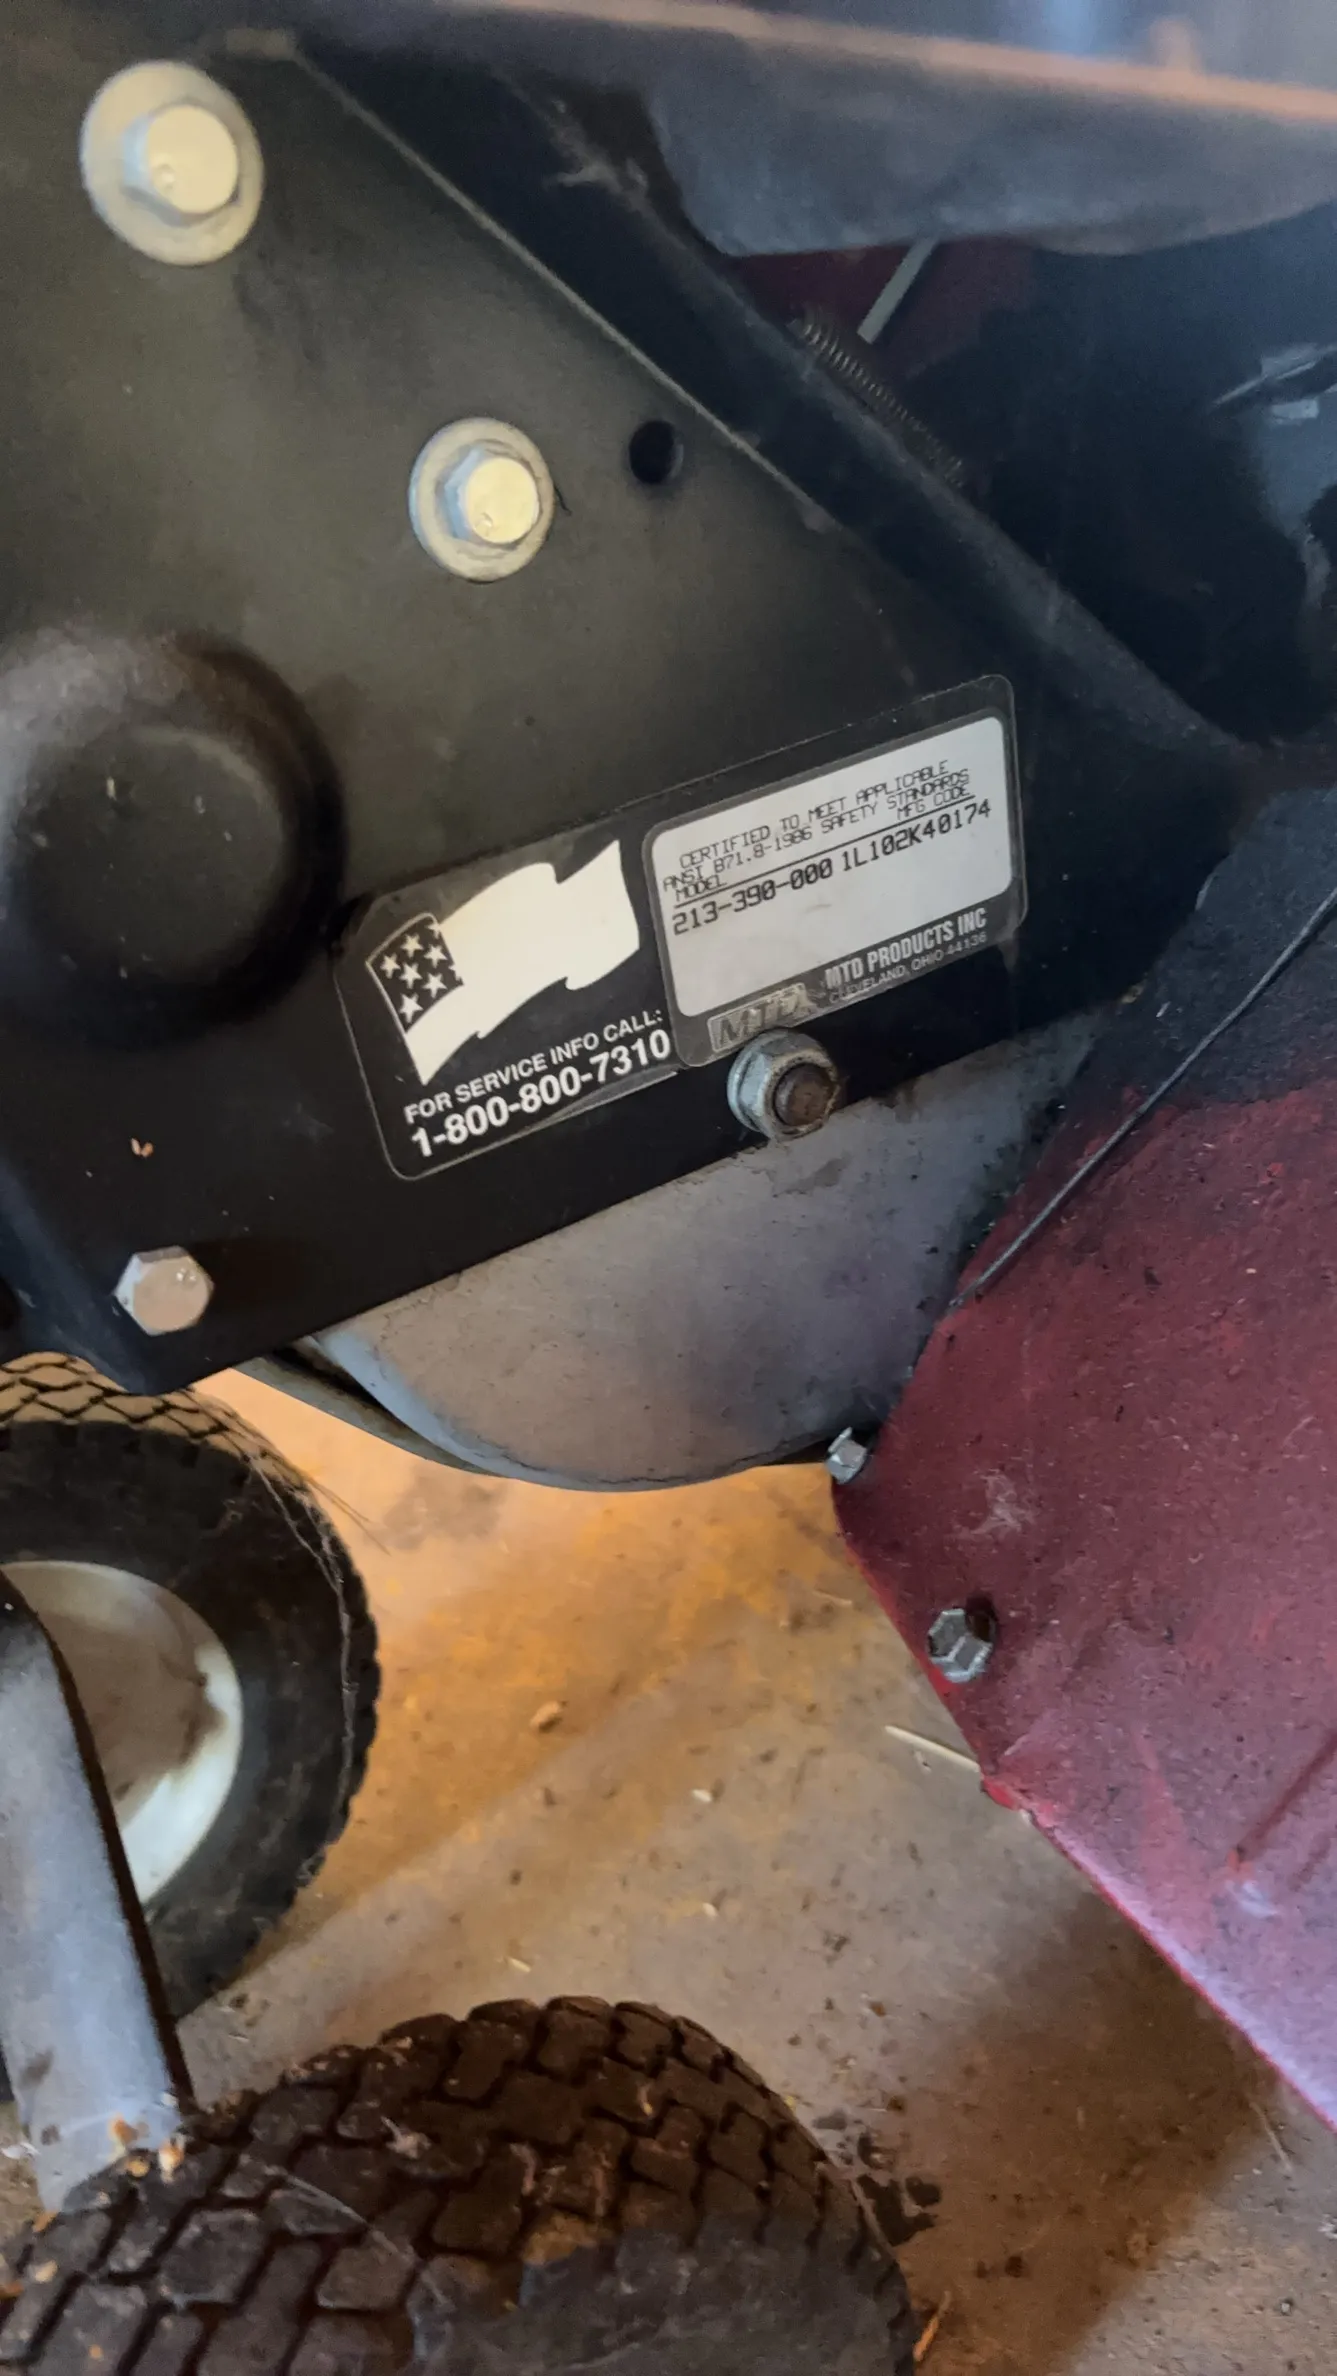 CERTIFIED TO MEET APPLICABLE
ANSI B71.8-1986 SAFETY STANDARDS
MODEL MFG CODE
213-390-000 1L102K40174
MTD MTD PRODUCTS INC
CLEVELAND, OHIO 44136
FOR SERVICE INFO CALL:
1-800-800-7310